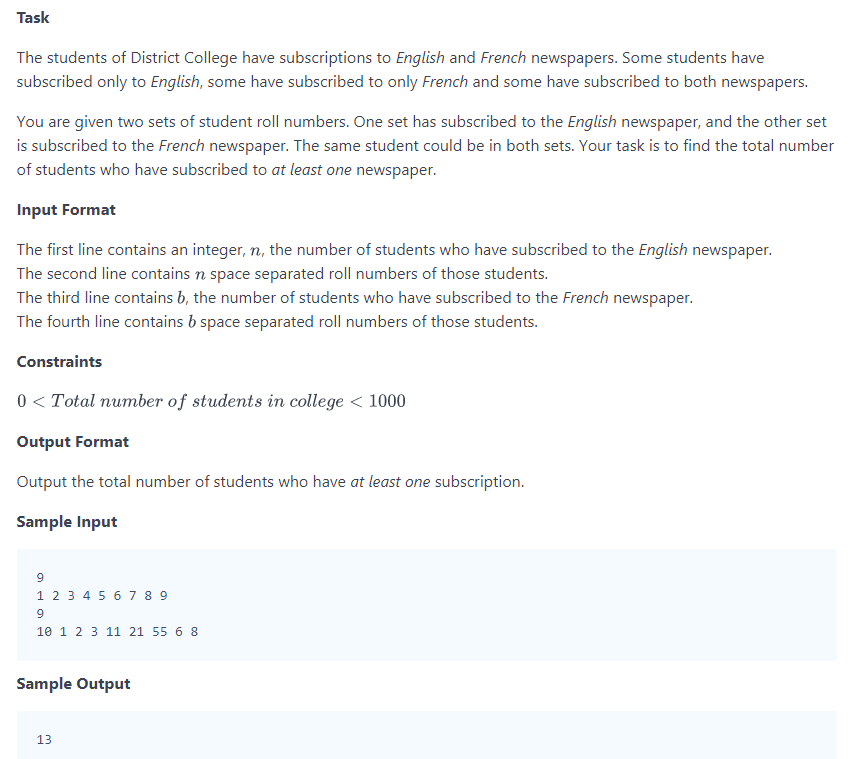 Task
The students of District College have subscriptions to English and French newspapers. Some students have
subscribed only to English, some have subscribed to only French and some have subscribed to both newspapers.
You are given two sets of student roll numbers. One set has subscribed to the English newspaper, and the other set
is subscribed to the French newspaper. The same student could be in both sets. Your task is to find the total number
of students who have subscribed to at least one newspaper.
Input Format
The first line contains an integer, n, the number of students who have subscribed to the English newspaper.
The second line contains n space separated roll numbers of those students.
The third line contains b, the number of students who have subscribed to the French newspaper.
The fourth line contains b space separated roll numbers of those students.
Constraints
0 < Total number of students in college < 1000
Output Format
Output the total number of students who have at least one subscription.
Sample Input
9
1 2 3 4 5 6 7 8 9
9
10 1 2 3 11 21 55 6 8
Sample Output
13